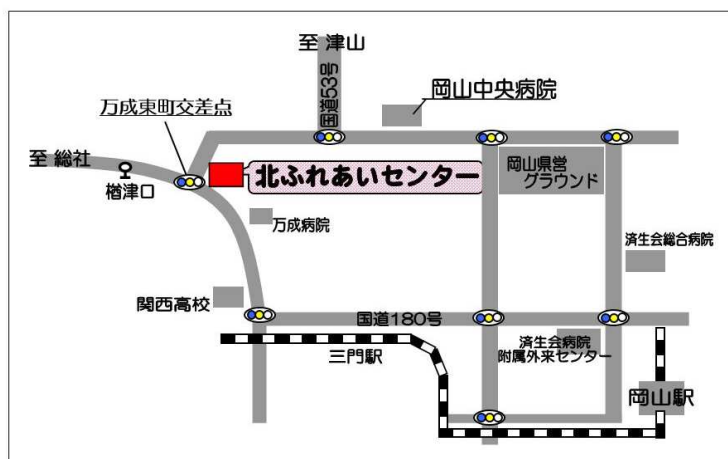 至 津山
国道53号
岡山中央病院
万成東町交差点
至 総社
楢津口
北ふれあいセンター
岡山県営
グラウンド
万成病院
済生会総合病院
関西高校
国道180号
三門駅
済生会病院
附属外来センター
岡山駅